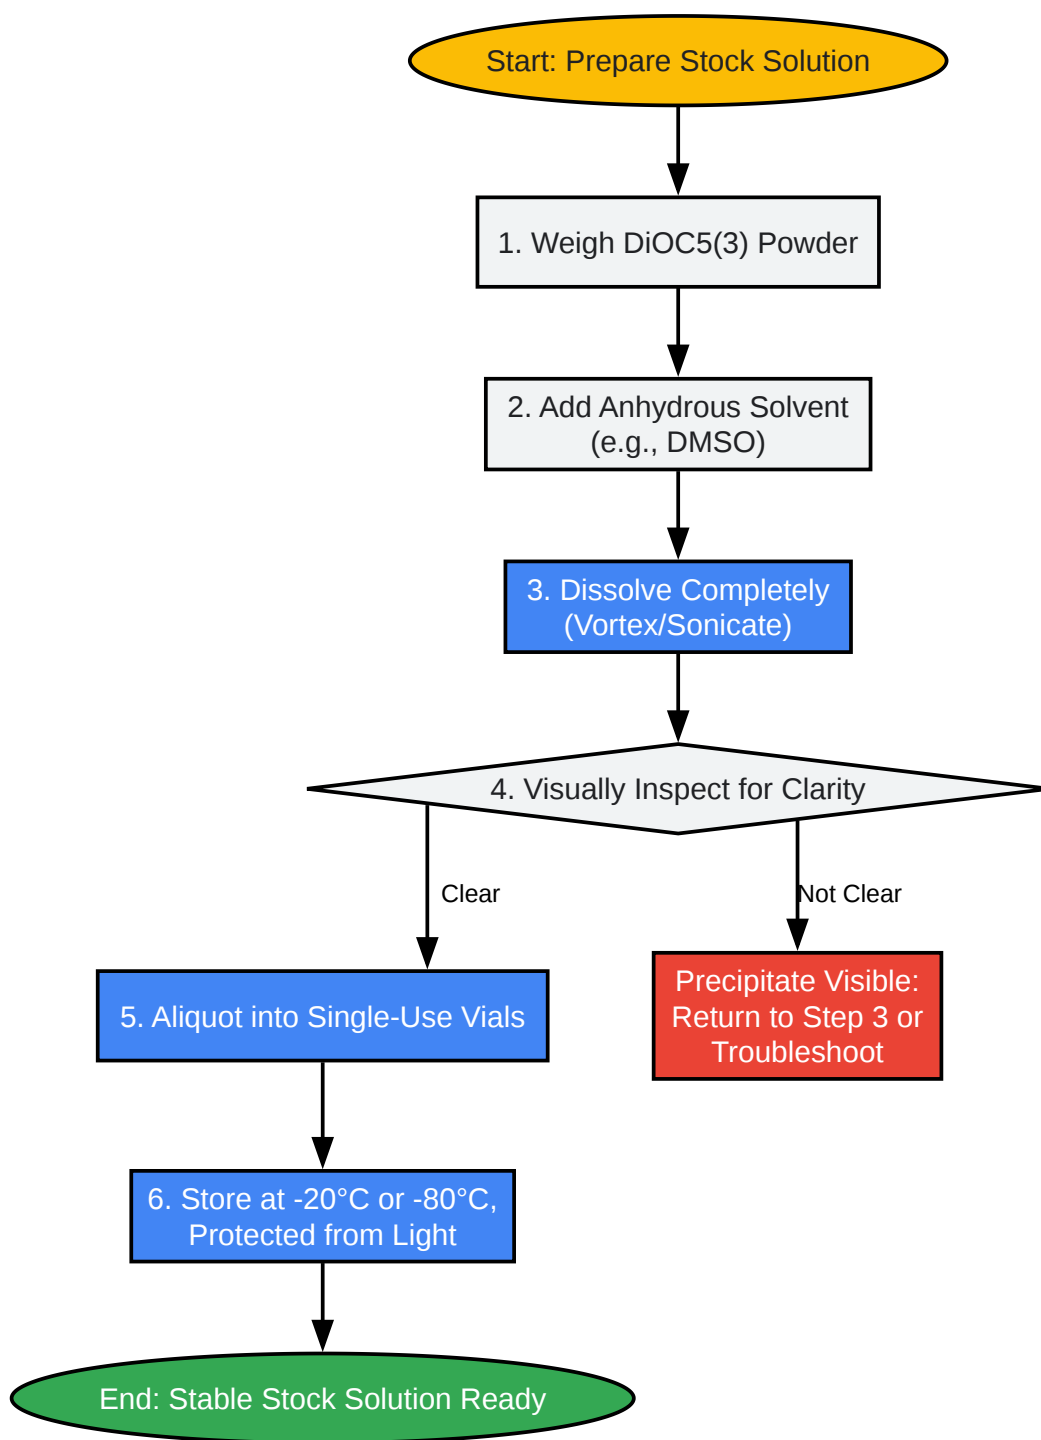 Start: Prepare Stock Solution
1. Weigh DiOC5(3) Powder
2. Add Anhydrous Solvent
(e.g., DMSO)
3. Dissolve Completely
(Vortex/Sonicate)
4. Visually Inspect for Clarity
Clear
Not Clear
5. Aliquot into Single-Use Vials
Precipitate Visible:
Return to Step 3 or
Troubleshoot
6. Store at -20°C or -80°C,
Protected from Light
End: Stable Stock Solution Ready